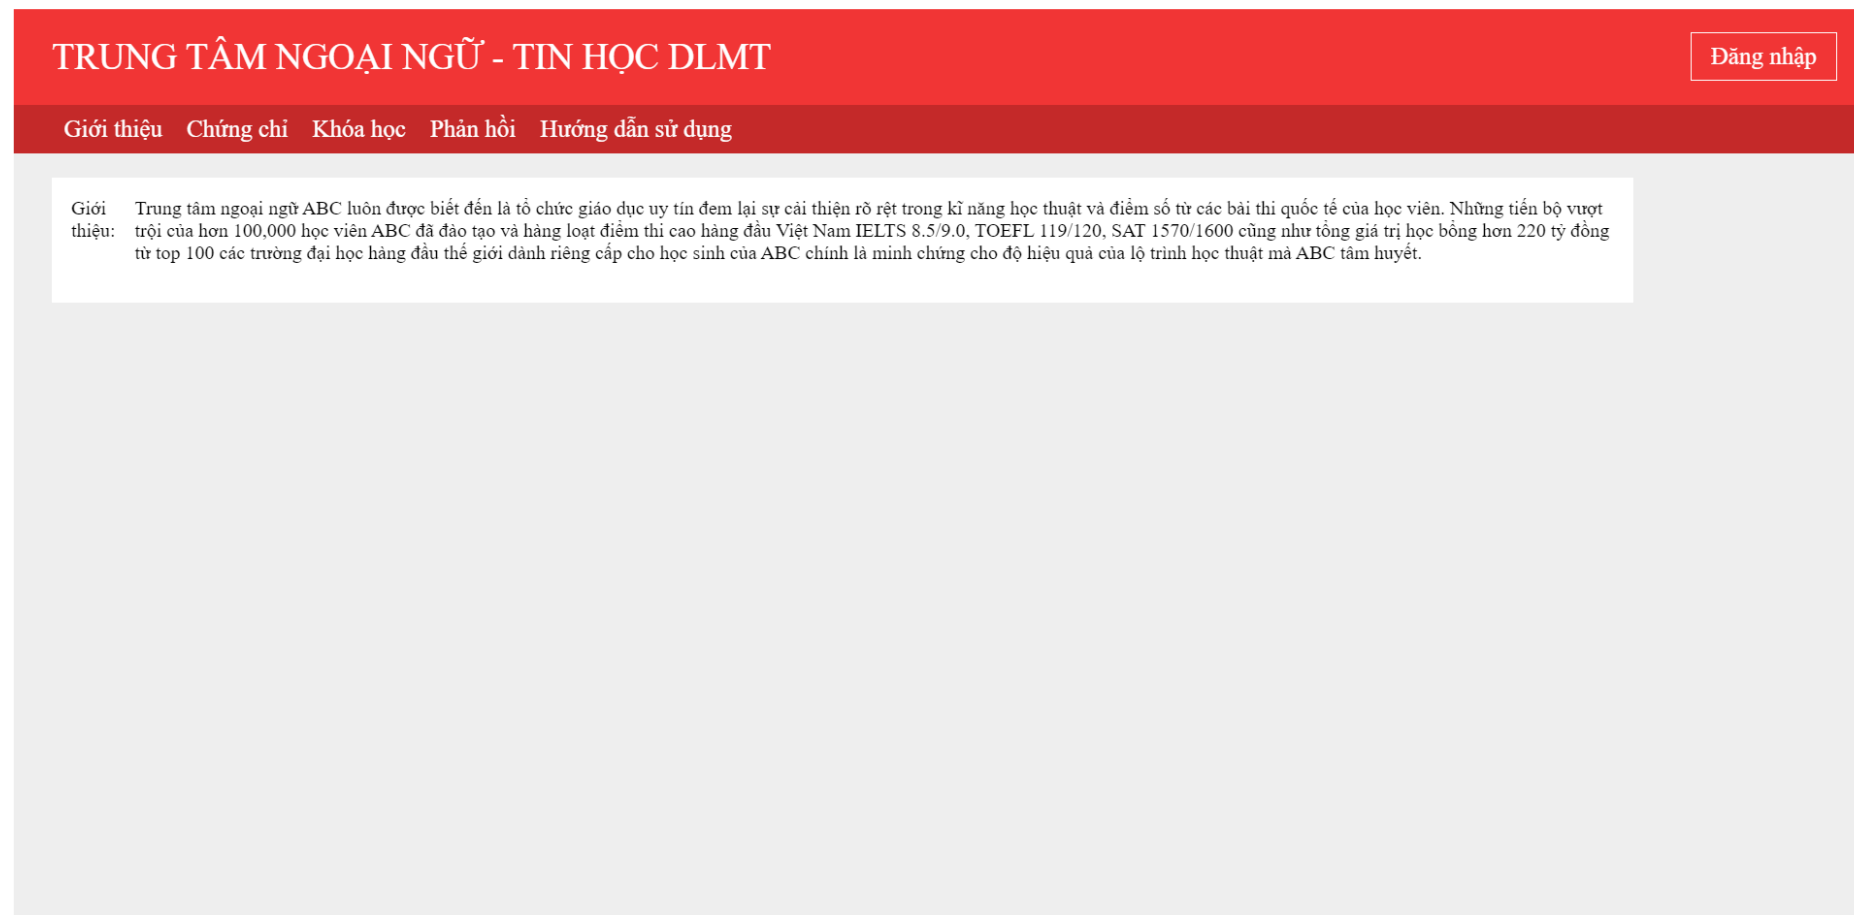 TRUNG TÂM NGOẠI NGỮ - TIN HỌC DLMT
Đăng nhập
Giới thiệu Chứng chỉ Khóa học Phản hồi Hướng dẫn sử dụng
Giới thiệu:
Trung tâm ngoại ngữ ABC luôn được biết đến là tổ chức giáo dục uy tín đem lại sự cải thiện rõ rệt trong kĩ năng học thuật và điểm số từ các bài thi quốc tế của học viên. Những tiến bộ vượt
trội của hơn 100,000 học viên ABC đã đào tạo và hàng loạt điểm thi cao hàng đầu Việt Nam IELTS 8.5/9.0, TOEFL 119/120, SAT 1570/1600 cũng như tổng giá trị học bổng hơn 220 tỷ đồng
từ top 100 các trường đại học hàng đầu thế giới dành riêng cấp cho học sinh của ABC chính là minh chứng cho độ hiệu quả của lộ trình học thuật mà ABC tâm huyết.